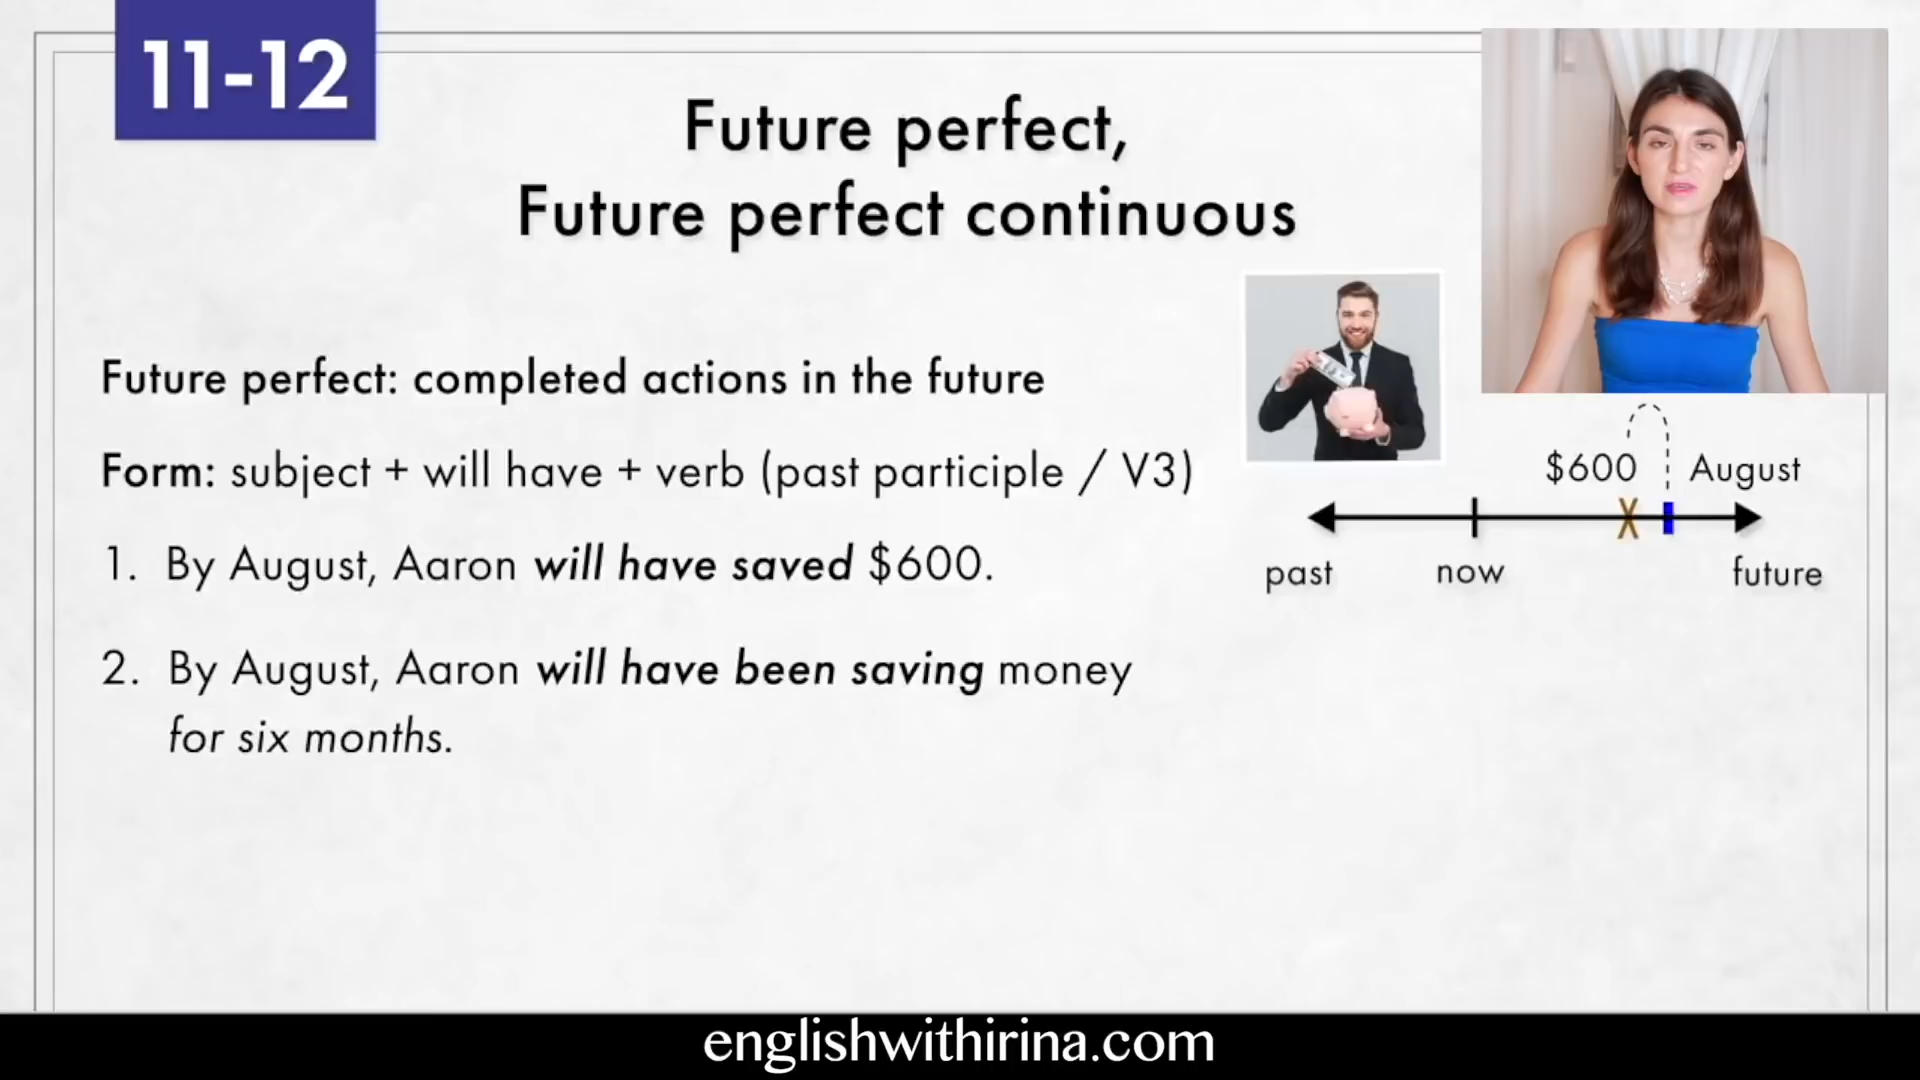 11-12
Future perfect,
Future perfect continuous
Future perfect: completed actions in the future
Form: subject + will have + verb (past participle / V3)
1. By August, Aaron will have saved $600.
2. By August, Aaron will have been saving money
for six months.
$600 August
X
past now future
englishwithirina.com